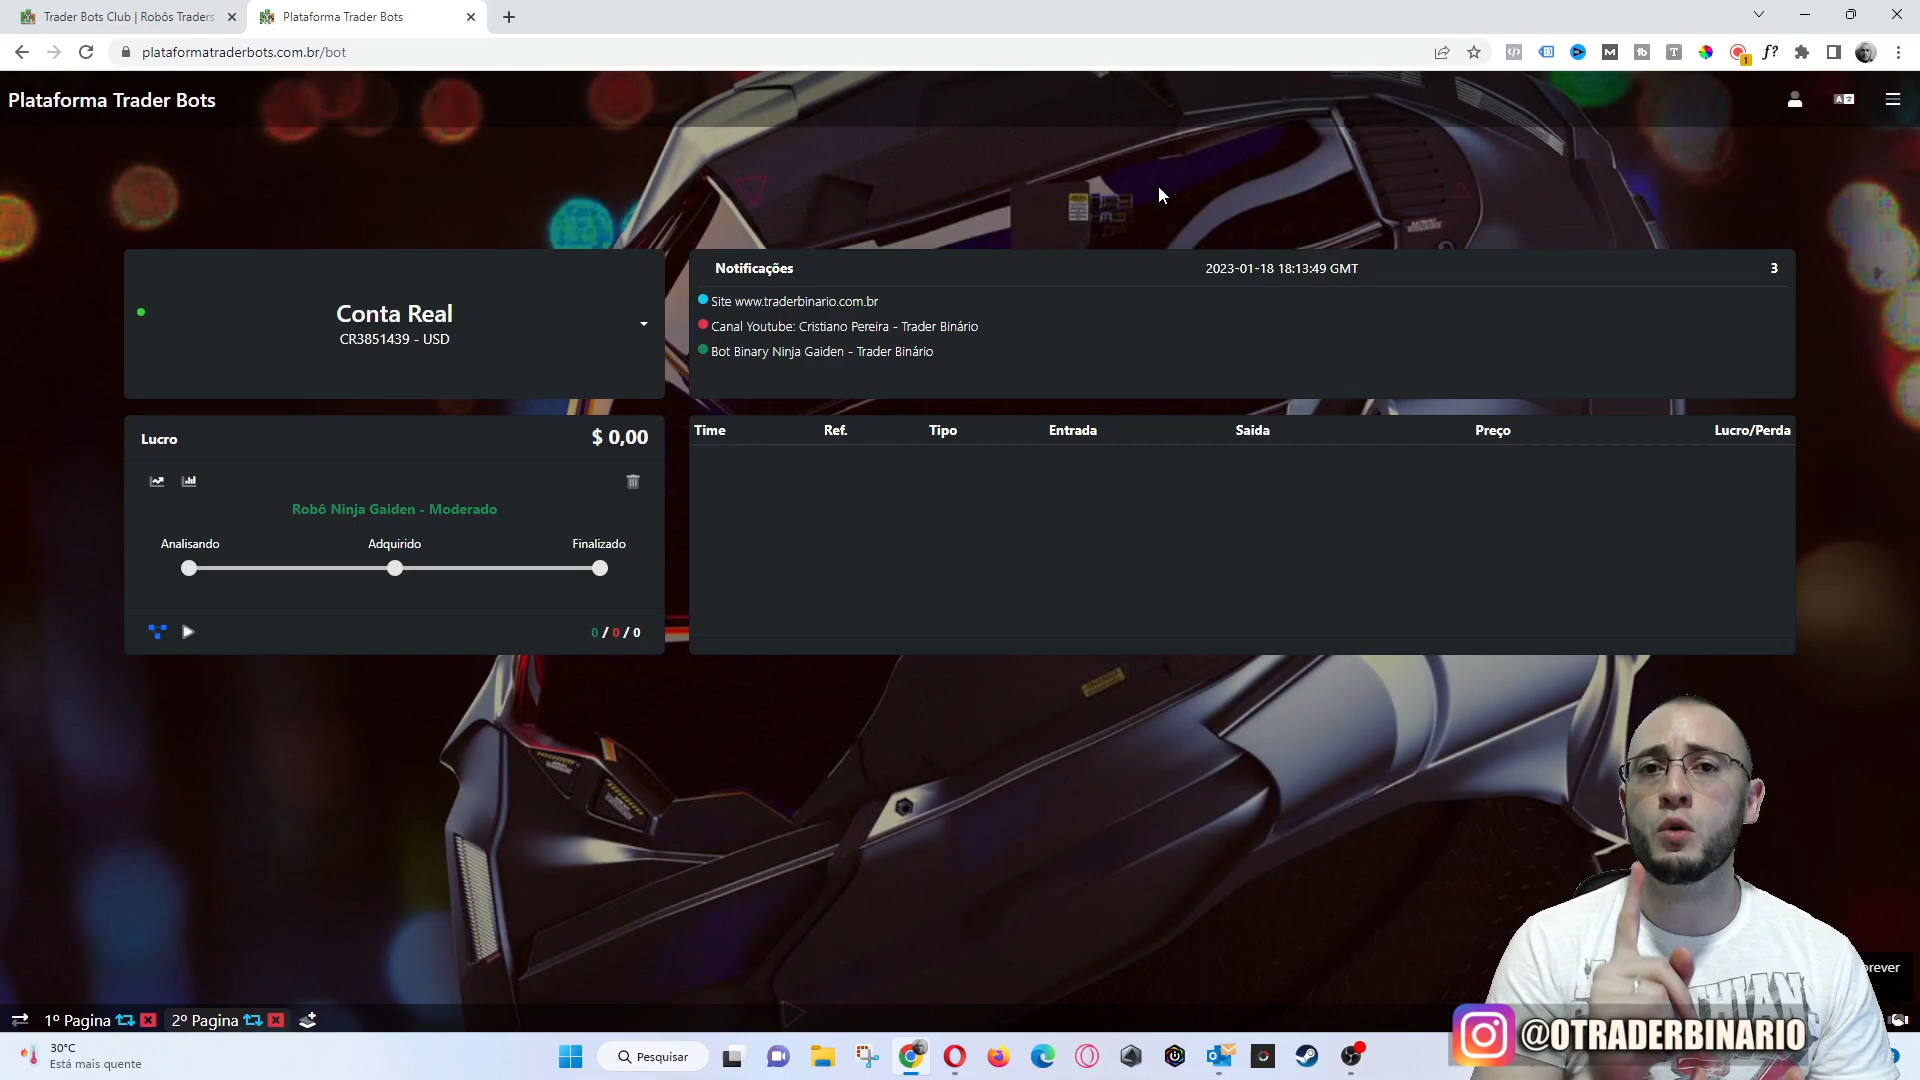 Trader Bots Club | Robôs Traders
Plataforma Trader Bots
plataformatraderbots.com.br/bot
Plataforma Trader Bots
Conta Real
CR3851439 - USD
Notificações 2023-01-18 18:13:49 GMT 3
Site www.traderbinario.com.br
Canal Youtube: Cristiano Pereira - Trader Binário
Bot Binary Ninja Gaiden - Trader Binário
Lucro $ 0,00
Robô Ninja Gaiden - Moderado
Analisando Adquirido Finalizado
0 / 0 / 0
Time Ref. Tipo Entrada Saida Preço Lucro/Perda
1º Pagina 2º Pagina
@OTRADERBINARIO
30°C
Está mais quente
Pesquisar